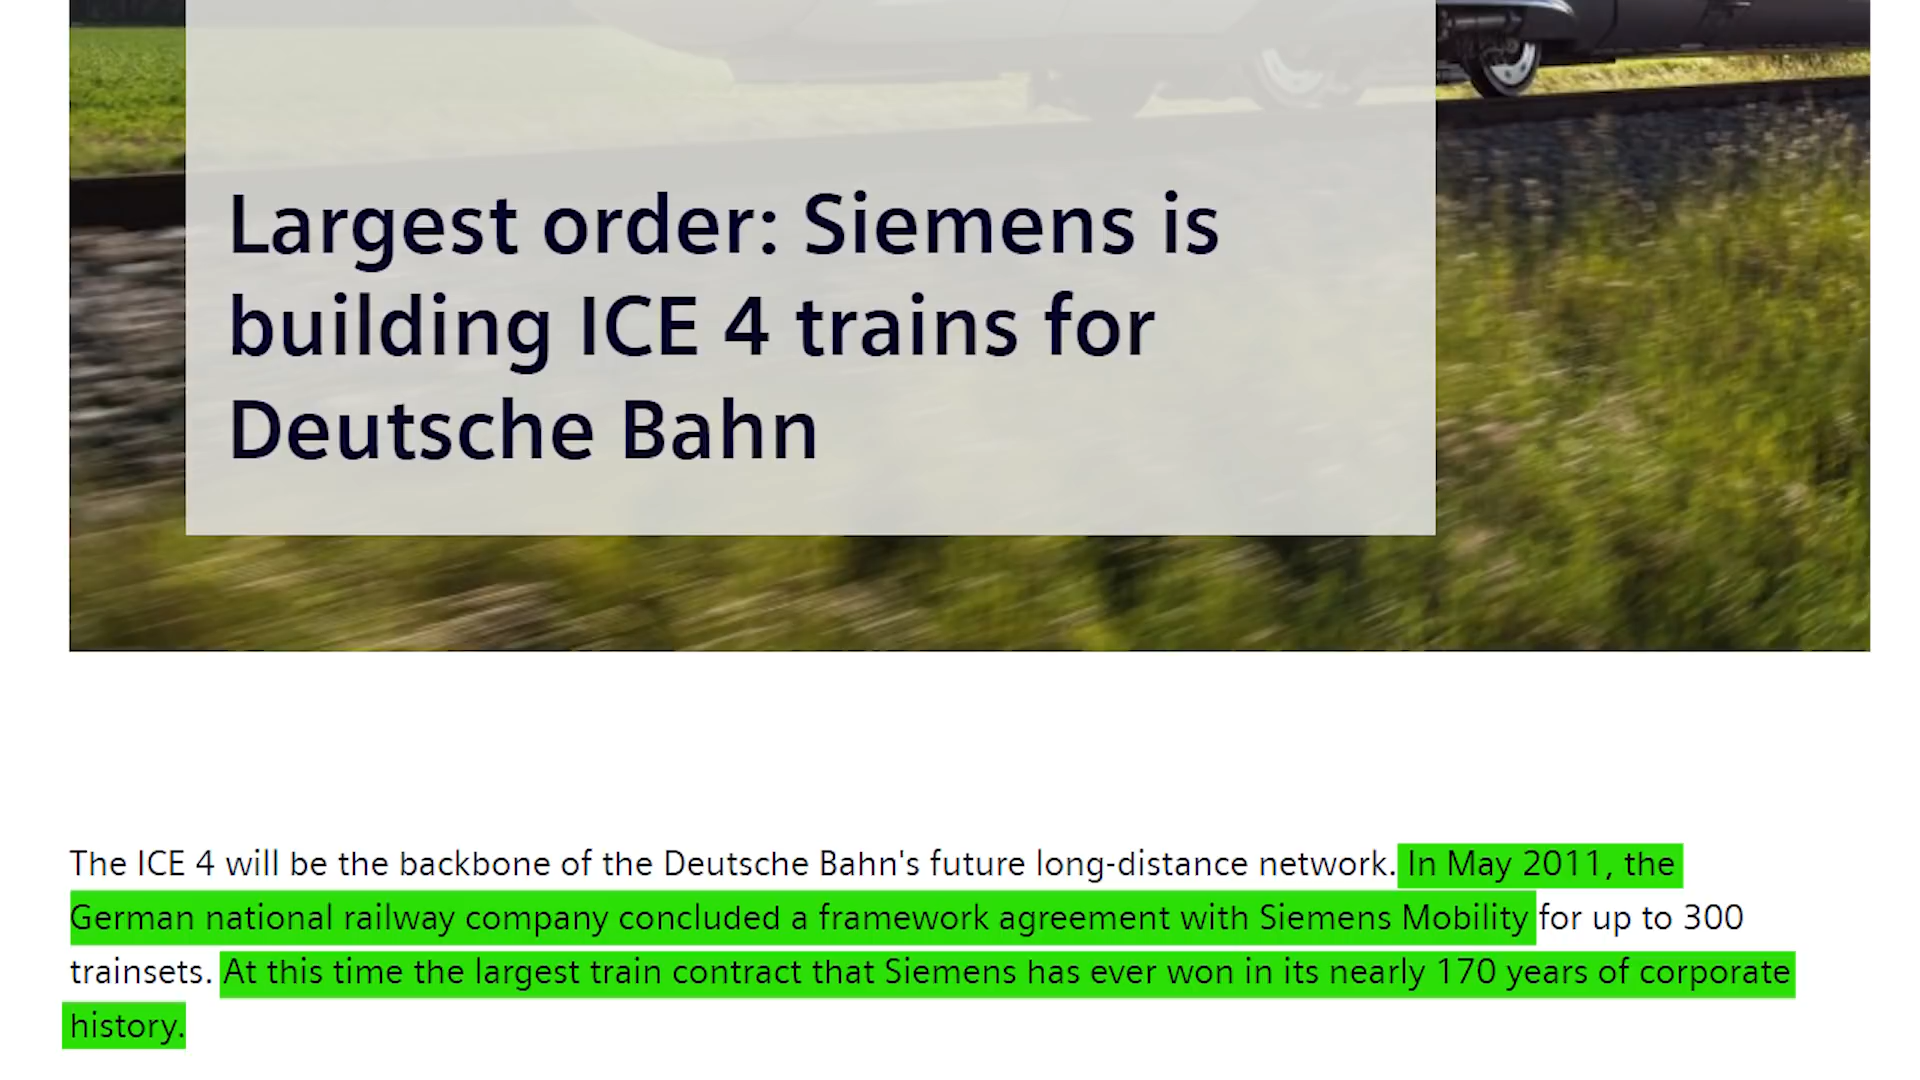 Largest order: Siemens is
building ICE 4 trains for
Deutsche Bahn
The ICE 4 will be the backbone of the Deutsche Bahn's future long-distance network. In May 2011, the
German national railway company concluded a framework agreement with Siemens Mobility for up to 300
trainsets. At this time the largest train contract that Siemens has ever won in its nearly 170 years of corporate
history.